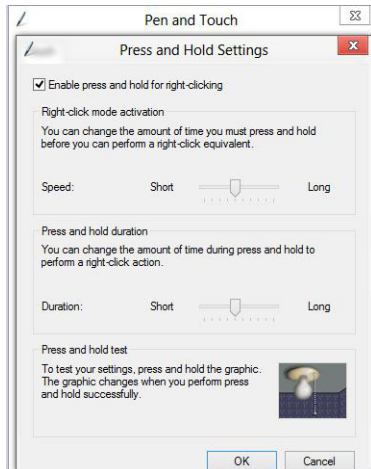 Pen and Touch
Press and Hold Settings
Enable press and hold for right-clicking
Right-click mode activation
You can change the amount of time you must press and hold
before you can perform a right-click equivalent.
Speed: Short Long
Press and hold duration
You can change the amount of time during press and hold to
perform a right-click action.
Duration: Short Long
Press and hold test
To test your settings, press and hold the graphic.
The graphic changes when you perform press
and hold successfully.
OK Cancel